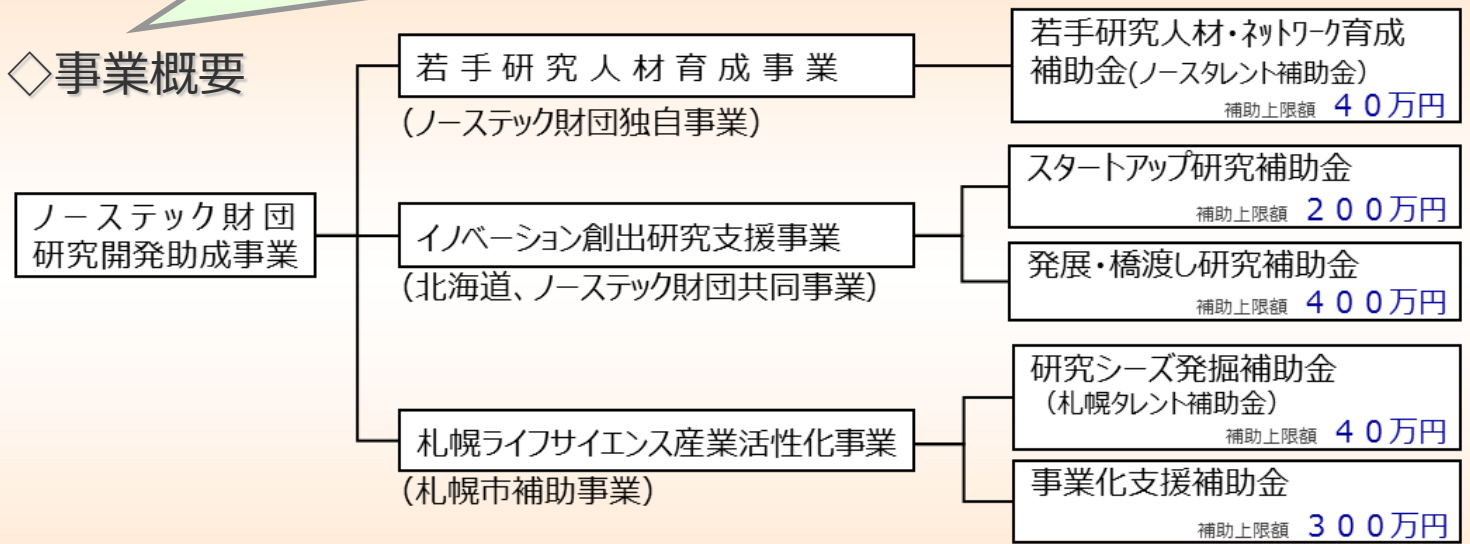 ◇事業概要
ノーステック財団
研究開発助成事業
若手研究人材育成事業
(ノーステック財団独自事業)
若手研究人材・ネットワーク育成
補助金(ノースタレント補助金)
補助上限額 40万円
イノベーション創出研究支援事業
(北海道、ノーステック財団共同事業)
スタートアップ研究補助金
補助上限額 200万円
発展・橋渡し研究補助金
補助上限額 400万円
札幌ライフサイエンス産業活性化事業
(札幌市補助事業)
研究シーズ発掘補助金
(札幌タレント補助金)
補助上限額 40万円
事業化支援補助金
補助上限額 300万円